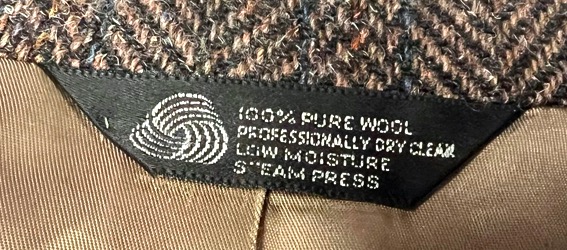 100% PURE WOOL
PROFESSIONALLY DRY CLEAN
LOW MOISTURE
STEAM PRESS